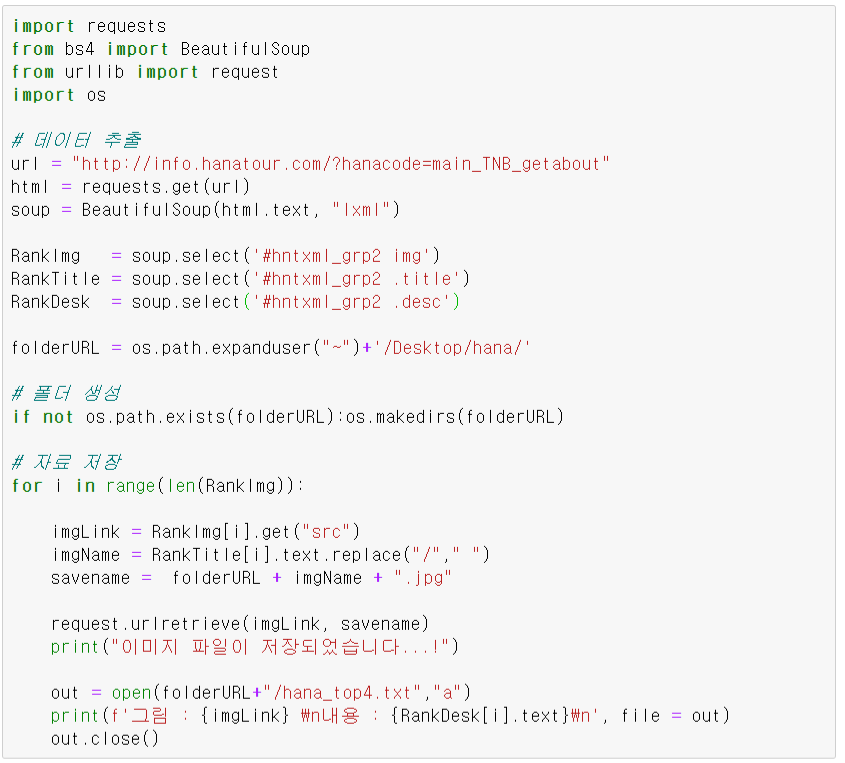 import requests
from bs4 import BeautifulSoup
from urllib import request
import os
# 데이터 추출
url = "http://info.hanatour.com/?hanacode=main_TNB_getabout"
html = requests.get(url)
soup = BeautifulSoup(html.text, "lxml")
RankImg   = soup.select('#hntxml_grp2 img')
RankTitle = soup.select('#hntxml_grp2 .title')
RankDesk  = soup.select('#hntxml_grp2 .desc')
folderURL = os.path.expanduser("~")+'/Desktop/hana/'
# 폴더 생성
if not os.path.exists(folderURL):os.makedirs(folderURL)
# 자료 저장
for i in range(len(RankImg)):
    imgLink = RankImg[i].get("src")
    imgName = RankTitle[i].text.replace("/"," ")
    savename =  folderURL + imgName + ".jpg"
    request.urlretrieve(imgLink, savename)
    print("이미지 파일이 저장되었습니다...!")
    out = open(folderURL+"/hana_top4.txt","a")
    print(f'그림 : {imgLink} ₩n내용 : {RankDesk[i].text}₩n', file = out)
    out.close()